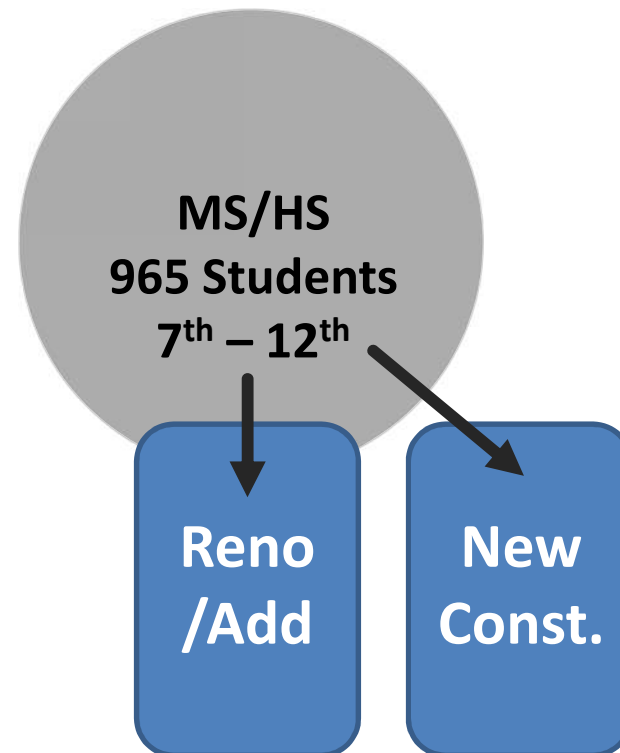 MS/HS
965 Students
7th – 12th
Reno
/Add
New
Const.